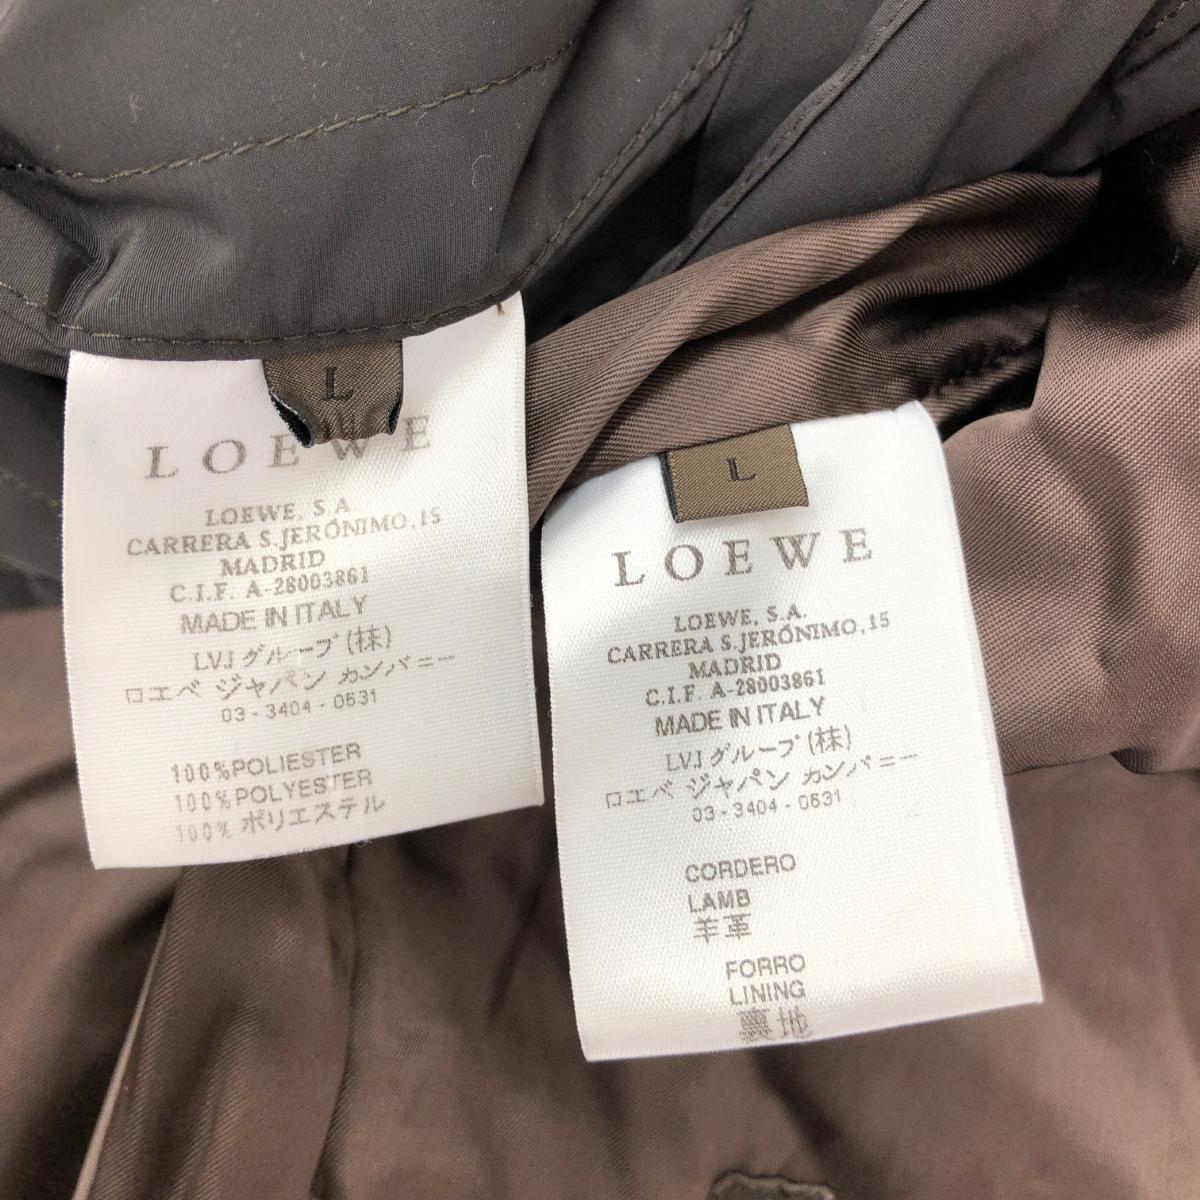 L
LOEWE
LOEWE, S.A.
CARRERA S.JERÓNIMO,15
MADRID
C.I.F. A-28003861
MADE IN ITALY
LVJ グループ (株)
ロエベ ジャパン カンパニー
03-3404-0531
100%POLIESTER
100%POLYESTER
100% ポリエステル
L
LOEWE
LOEWE, S.A.
CARRERA S.JERÓNIMO,15
MADRID
C.I.F. A-28003861
MADE IN ITALY
LVJ グループ (株)
ロエベ ジャパン カンパニー
03-3404-0531
CORDERO
LAMB
羊革
FORRO
LINING
裏地